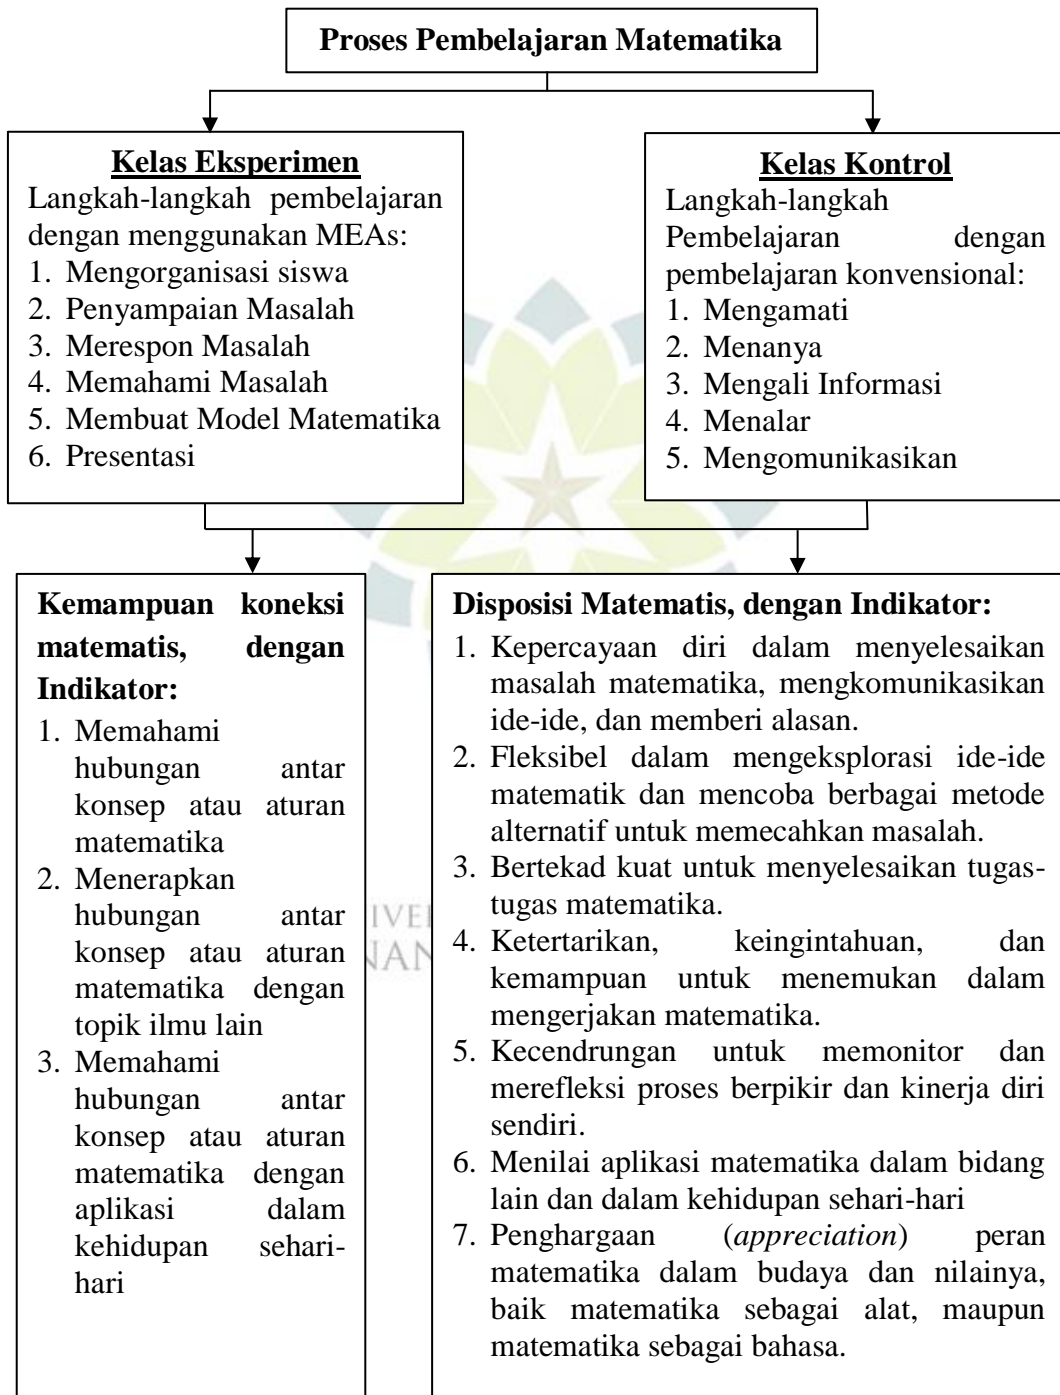 Proses Pembelajaran Matematika
Kelas Eksperimen
Langkah-langkah pembelajaran
dengan menggunakan MEAs:
1. Mengorganisasi siswa
2. Penyampaian Masalah
3. Merespon Masalah
4. Memahami Masalah
5. Membuat Model Matematika
6. Presentasi
Kelas Kontrol
Langkah-langkah
Pembelajaran dengan
pembelajaran konvensional:
1. Mengamati
2. Menanya
3. Mengali Informasi
4. Menalar
5. Mengomunikasikan
Kemampuan koneksi
matematis, dengan
Indikator:
1. Memahami
hubungan antar
konsep atau aturan
matematika
2. Menerapkan
hubungan antar
konsep atau aturan
matematika dengan
topik ilmu lain
3. Memahami
hubungan antar
konsep atau aturan
matematika dengan
aplikasi dalam
kehidupan sehari-
hari
Disposisi Matematis, dengan Indikator:
1. Kepercayaan diri dalam menyelesaikan
masalah matematika, mengkomunikasikan
ide-ide, dan memberi alasan.
2. Fleksibel dalam mengeksplorasi ide-ide
matematik dan mencoba berbagai metode
alternatif untuk memecahkan masalah.
3. Bertekad kuat untuk menyelesaikan tugas-
tugas matematika.
4. Ketertarikan, keingintahuan, dan
kemampuan untuk menemukan dalam
mengerjakan matematika.
5. Kecendrungan untuk memonitor dan
merefleksi proses berpikir dan kinerja diri
sendiri.
6. Menilai aplikasi matematika dalam bidang
lain dan dalam kehidupan sehari-hari
7. Penghargaan (appreciation) peran
matematika dalam budaya dan nilainya,
baik matematika sebagai alat, maupun
matematika sebagai bahasa.